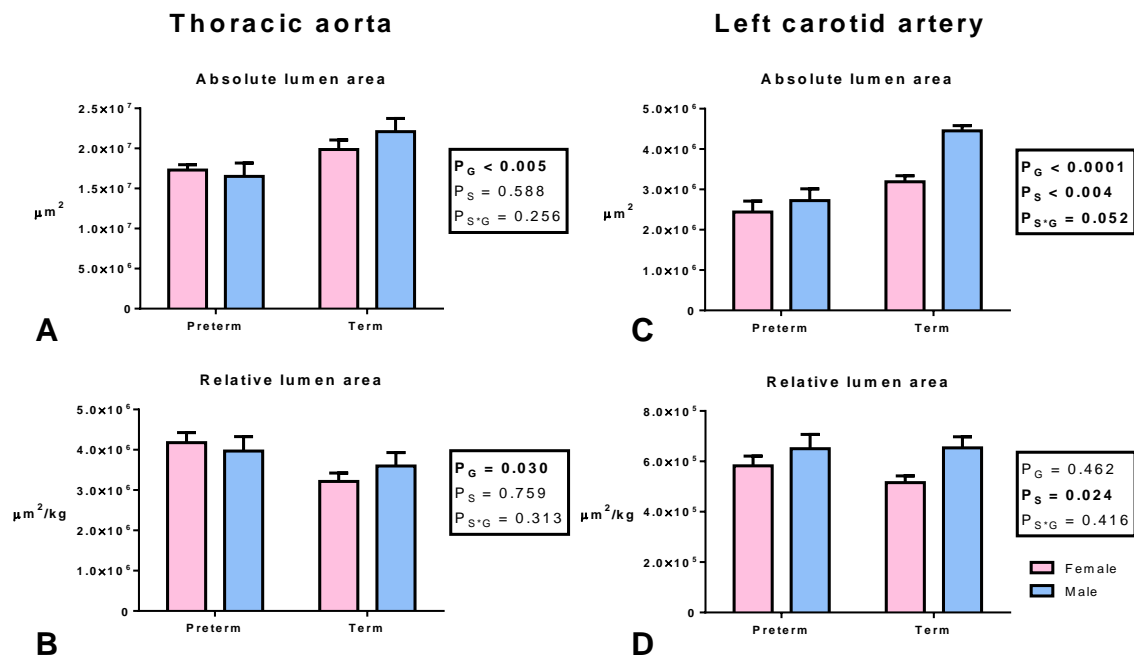 Thoracic aorta
Absolute lumen area
2.5×10⁷
2.0×10⁷
1.5×10⁷
1.0×10⁷
5.0×10⁶
0
μm²
Preterm Term
P_G < 0.005
P_S = 0.588
P_S*G = 0.256
A
Relative lumen area
5.0×10⁶
4.0×10⁶
3.0×10⁶
2.0×10⁶
1.0×10⁶
0
μm²/kg
Preterm Term
P_G = 0.030
P_S = 0.759
P_S*G = 0.313
B
Left carotid artery
Absolute lumen area
5.0×10⁶
4.0×10⁶
3.0×10⁶
2.0×10⁶
1.0×10⁶
0
μm²
Preterm Term
P_G < 0.0001
P_S < 0.004
P_S*G = 0.052
C
Relative lumen area
8.0×10⁵
6.0×10⁵
4.0×10⁵
2.0×10⁵
0
μm²/kg
Preterm Term
P_G = 0.462
P_S = 0.024
P_S*G = 0.416
Female
Male
D